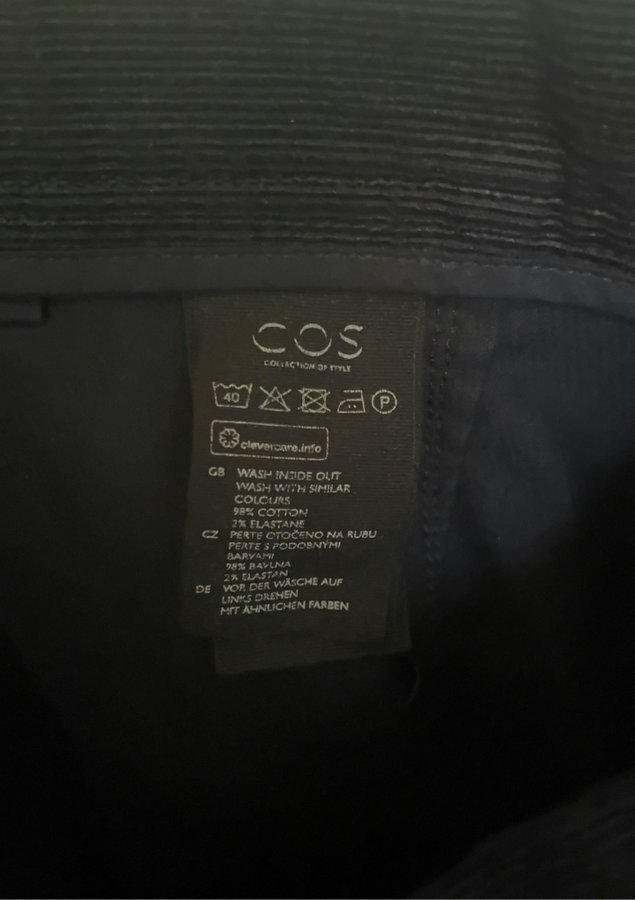 COS
COLLECTION OF STYLE
40 P
clevercare.info
GB WASH INSIDE OUT
WASH WITH SIMILAR
COLOURS
98% COTTON
2% ELASTANE
CZ PERTE OTOČENO NA RUBU
PERTE S PODOBNÝMI
BARVAMI
98% BAVLNA
2% ELASTAN
DE VOR DER WÄSCHE AUF
LINKS DREHEN
MIT ÄHNLICHEN FARBEN